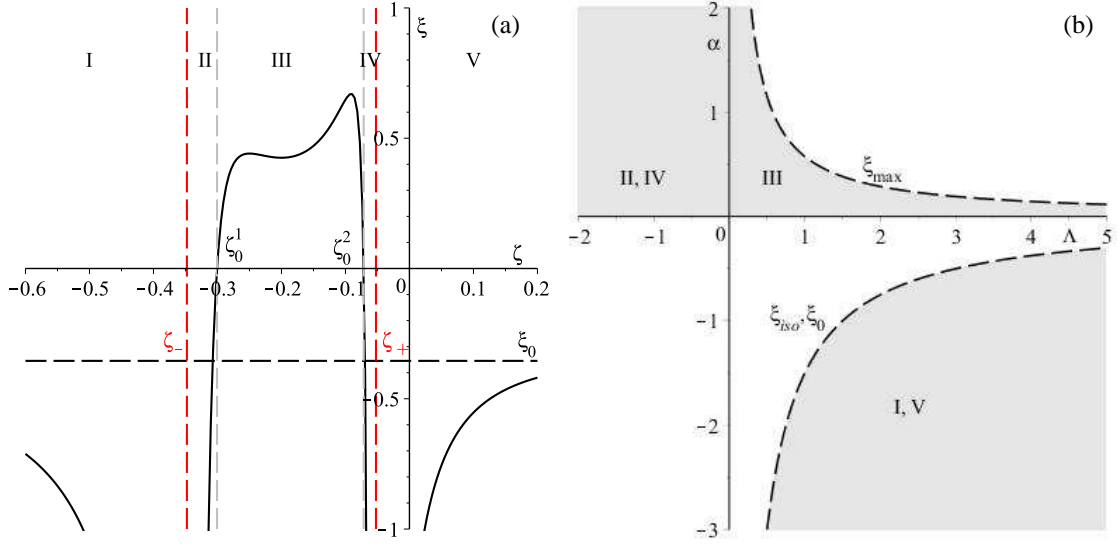 1
ξ
(a)
I
II
III
IV
V
0.5
ζ₀¹
ζ₀²
ζ
−0.6
−0.5
−0.4
−0.3
−0.2
−0.1
0
0.1
0.2
ζ₋
ζ₊
ξ₀
−0.5
−1
2
α
(b)
1
ξmax
II, IV
III
−2
−1
0
1
2
3
4
Λ
5
ξiso, ξ₀
−1
I, V
−2
−3